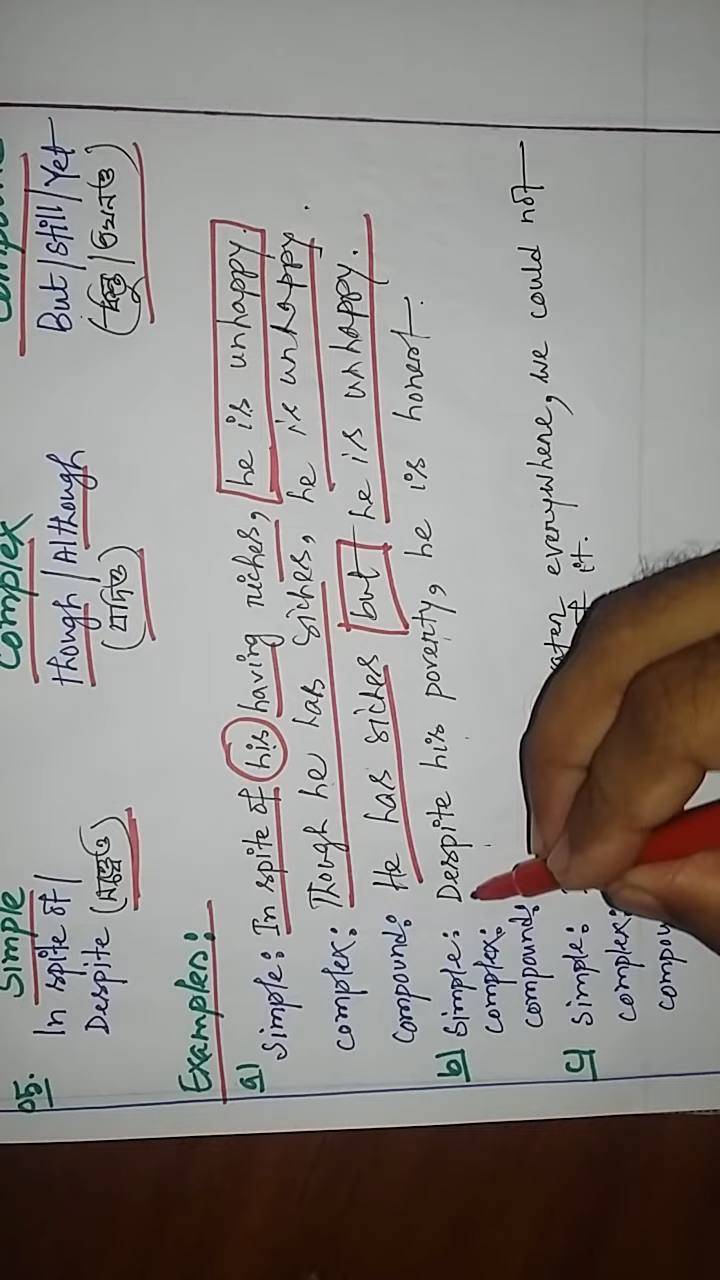 05. Simple Complex
In spite of / though / Although But / still / Yet
Despite (সত্ত্বেও) (যদিও) (কিন্তু / তথাপিও)
Examples:
a) Simple: In spite of his having riches, he is unhappy.
Complex: Though he has riches, he is unhappy.
Compound: He has riches but he is unhappy.
b) Simple: Despite his poverty, he is honest.
Complex:
Compound:
c) Simple: everywhere, we could not
Complex: it.